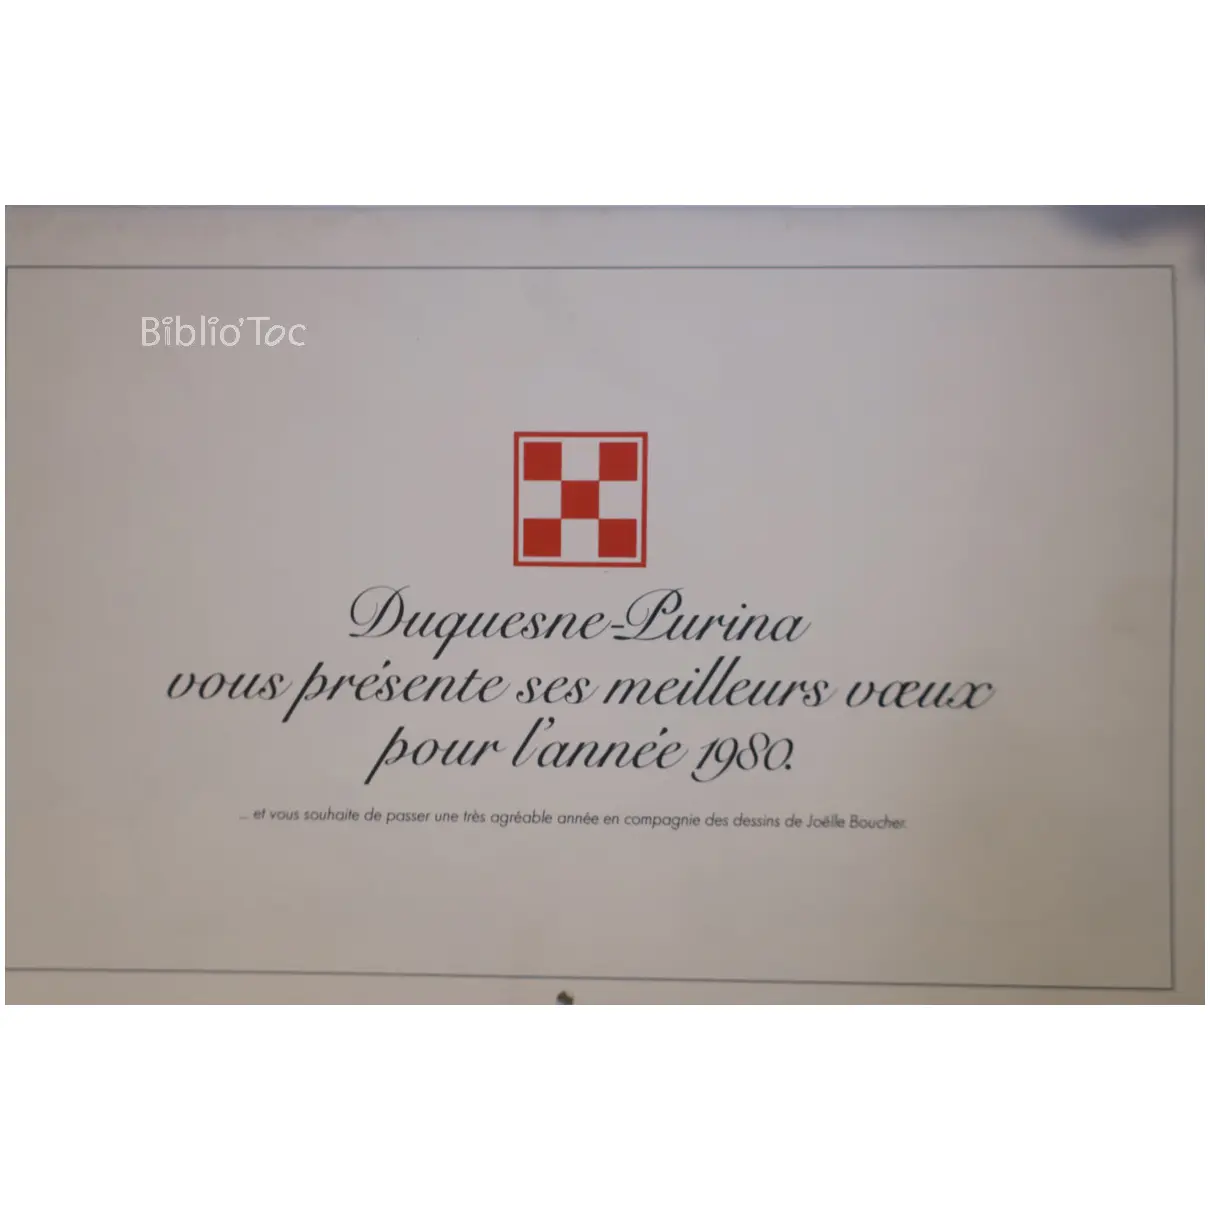 Biblio'Toc
Duquesne-Purina
vous présente ses meilleurs vœux
pour l'année 1980.
... et vous souhaite de passer une très agréable année en compagnie des dessins de Joëlle Boucher.